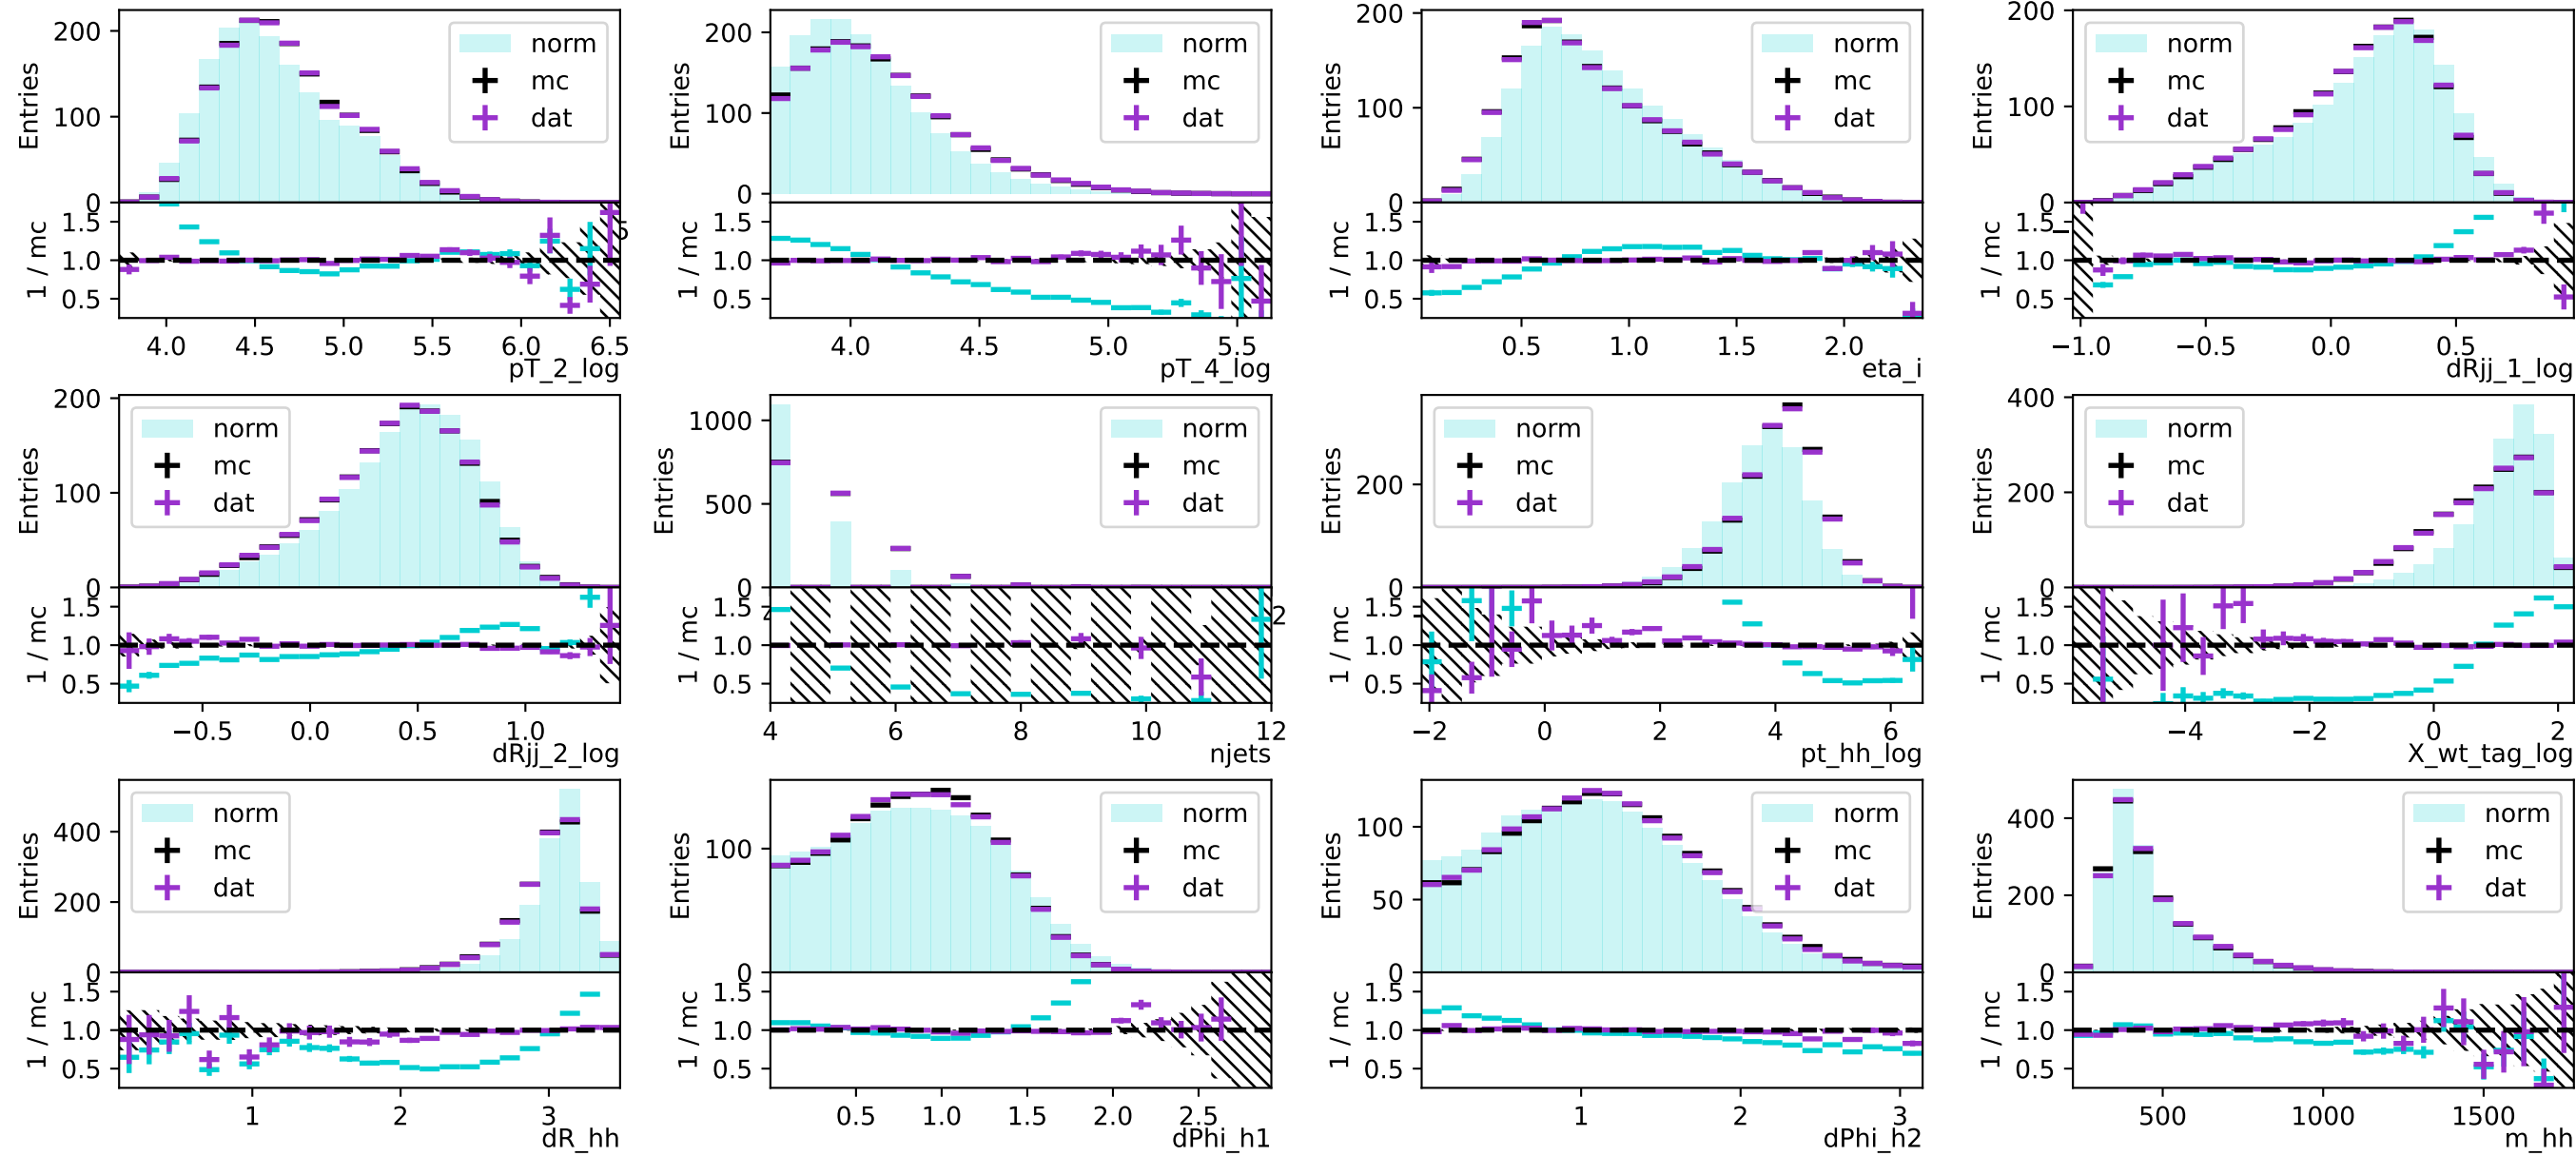 200
100
0
Entries
norm
mc
dat
1.5
1.0
0.5
1 / mc
4.0 4.5 5.0 5.5 6.0 6.5
pT_2_log
200
100
0
Entries
norm
mc
dat
1.5
1.0
0.5
1 / mc
4.0 4.5 5.0 5.5
pT_4_log
200
100
0
Entries
norm
mc
dat
1.5
1.0
0.5
1 / mc
0.5 1.0 1.5 2.0
eta_i
200
100
0
Entries
norm
mc
dat
1.5
1.0
0.5
1 / mc
−1.0 −0.5 0.0 0.5
dRjj_1_log
200
100
0
Entries
norm
mc
dat
1.5
1.0
0.5
1 / mc
−0.5 0.0 0.5 1.0
dRjj_2_log
1000
500
0
Entries
norm
mc
dat
1.5
1.0
0.5
1 / mc
4 6 8 10 12
njets
200
0
Entries
norm
mc
dat
1.5
1.0
0.5
1 / mc
−2 0 2 4 6
pt_hh_log
400
200
0
Entries
norm
mc
dat
1.5
1.0
0.5
1 / mc
−4 −2 0 2
X_wt_tag_log
400
200
0
Entries
norm
mc
dat
1.5
1.0
0.5
1 / mc
1 2 3
dR_hh
100
0
Entries
norm
mc
dat
1.5
1.0
0.5
1 / mc
0.5 1.0 1.5 2.0 2.5
dPhi_h1
100
50
0
Entries
norm
mc
dat
1.5
1.0
0.5
1 / mc
1 2 3
dPhi_h2
400
200
0
Entries
norm
mc
dat
1.5
1.0
0.5
1 / mc
500 1000 1500
m_hh